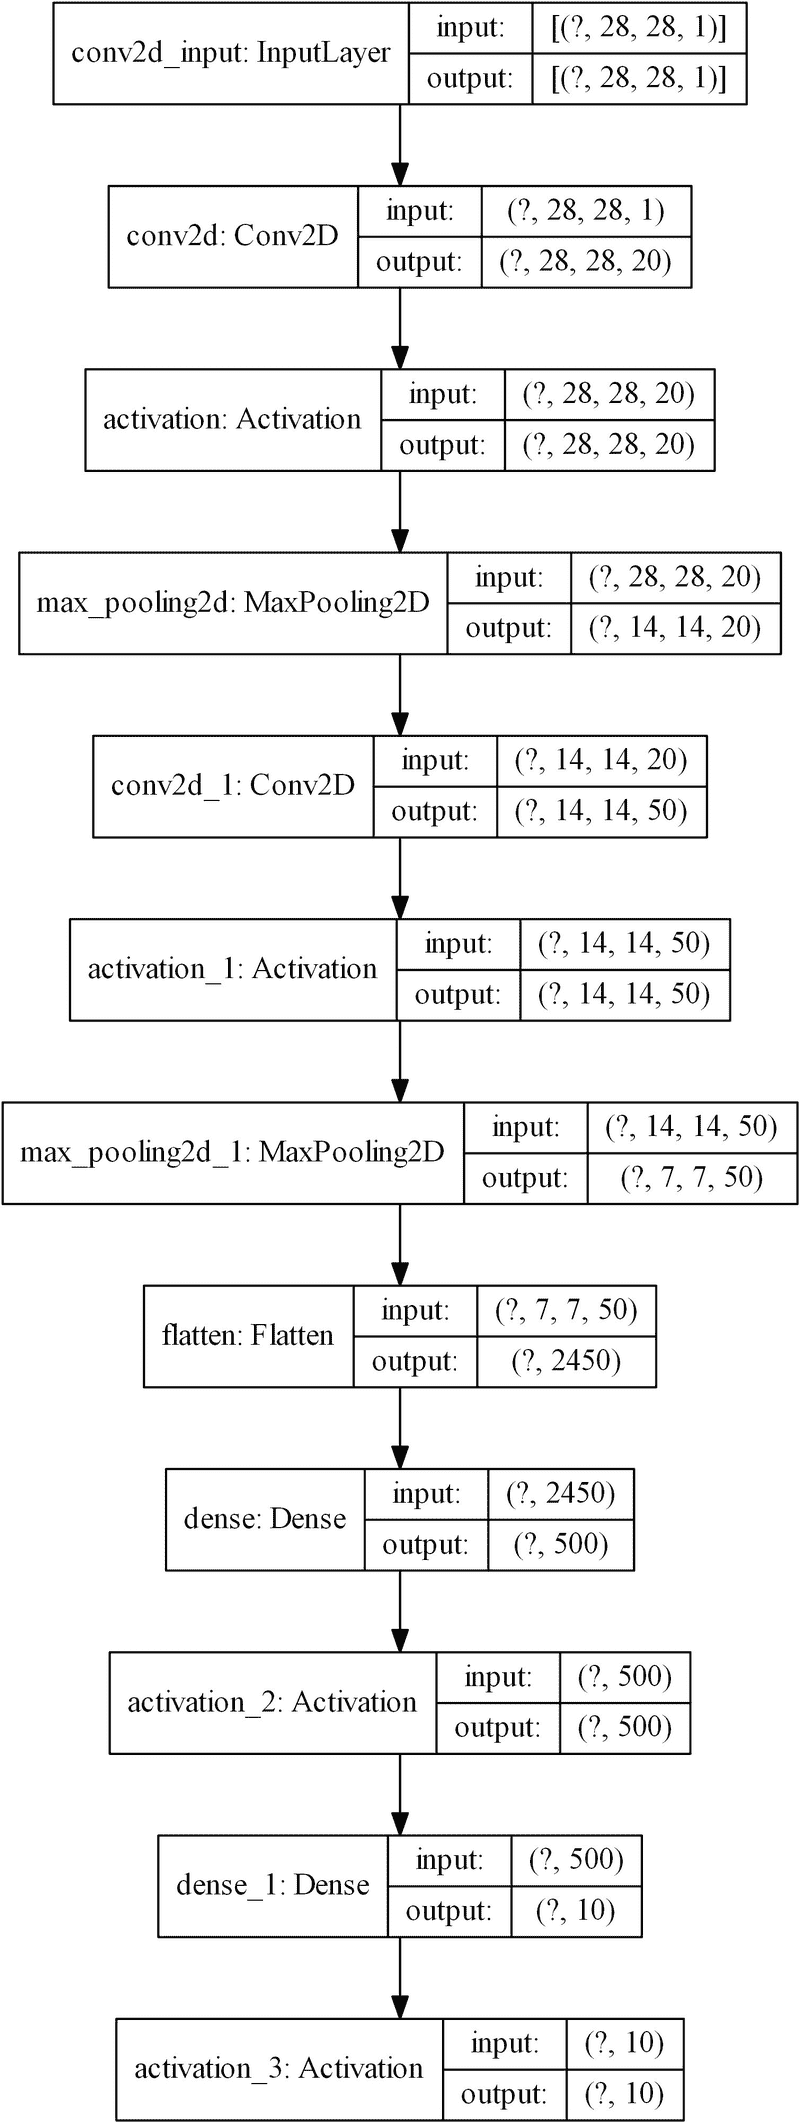 conv2d_input: InputLayer
input: [(?, 28, 28, 1)]
output: [(?, 28, 28, 1)]
conv2d: Conv2D
input: (?, 28, 28, 1)
output: (?, 28, 28, 20)
activation: Activation
input: (?, 28, 28, 20)
output: (?, 28, 28, 20)
max_pooling2d: MaxPooling2D
input: (?, 28, 28, 20)
output: (?, 14, 14, 20)
conv2d_1: Conv2D
input: (?, 14, 14, 20)
output: (?, 14, 14, 50)
activation_1: Activation
input: (?, 14, 14, 50)
output: (?, 14, 14, 50)
max_pooling2d_1: MaxPooling2D
input: (?, 14, 14, 50)
output: (?, 7, 7, 50)
flatten: Flatten
input: (?, 7, 7, 50)
output: (?, 2450)
dense: Dense
input: (?, 2450)
output: (?, 500)
activation_2: Activation
input: (?, 500)
output: (?, 500)
dense_1: Dense
input: (?, 500)
output: (?, 10)
activation_3: Activation
input: (?, 10)
output: (?, 10)